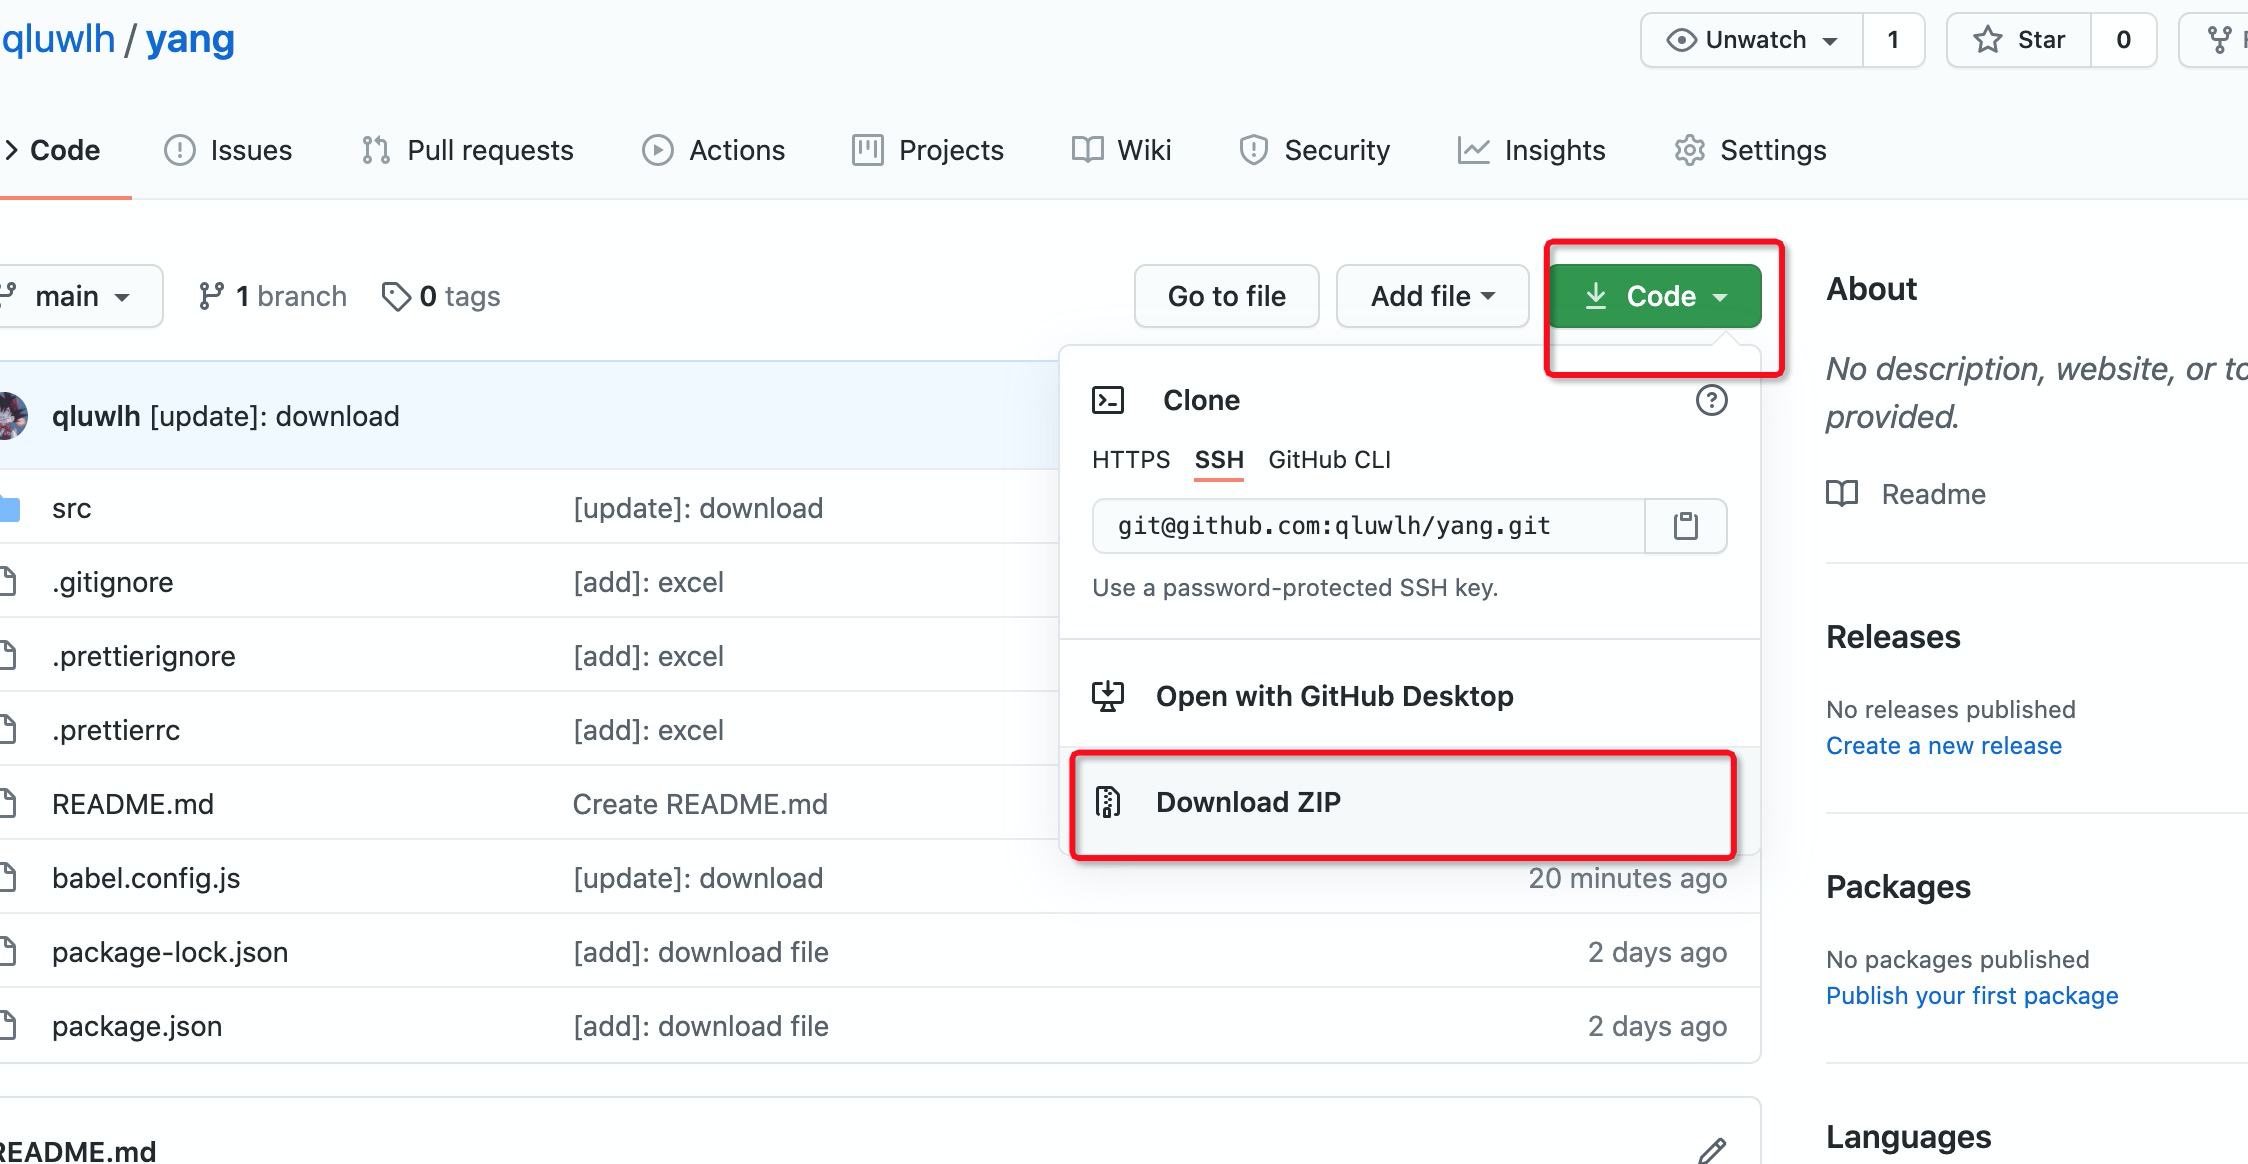 qluwlh / yang
Unwatch 1 Star 0
Code Issues Pull requests Actions Projects Wiki Security Insights Settings
main 1 branch 0 tags Go to file Add file Code
About
No description, website, or
provided.
Readme
Clone
HTTPS SSH GitHub CLI
git@github.com:qluwlh/yang.git
Use a password-protected SSH key.
Open with GitHub Desktop
Download ZIP
qluwlh [update]: download
src [update]: download
.gitignore [add]: excel
.prettierignore [add]: excel
.prettierrc [add]: excel
README.md Create README.md
babel.config.js [update]: download 20 minutes ago
package-lock.json [add]: download file 2 days ago
package.json [add]: download file 2 days ago
README.md
Releases
No releases published
Create a new release
Packages
No packages published
Publish your first package
Languages